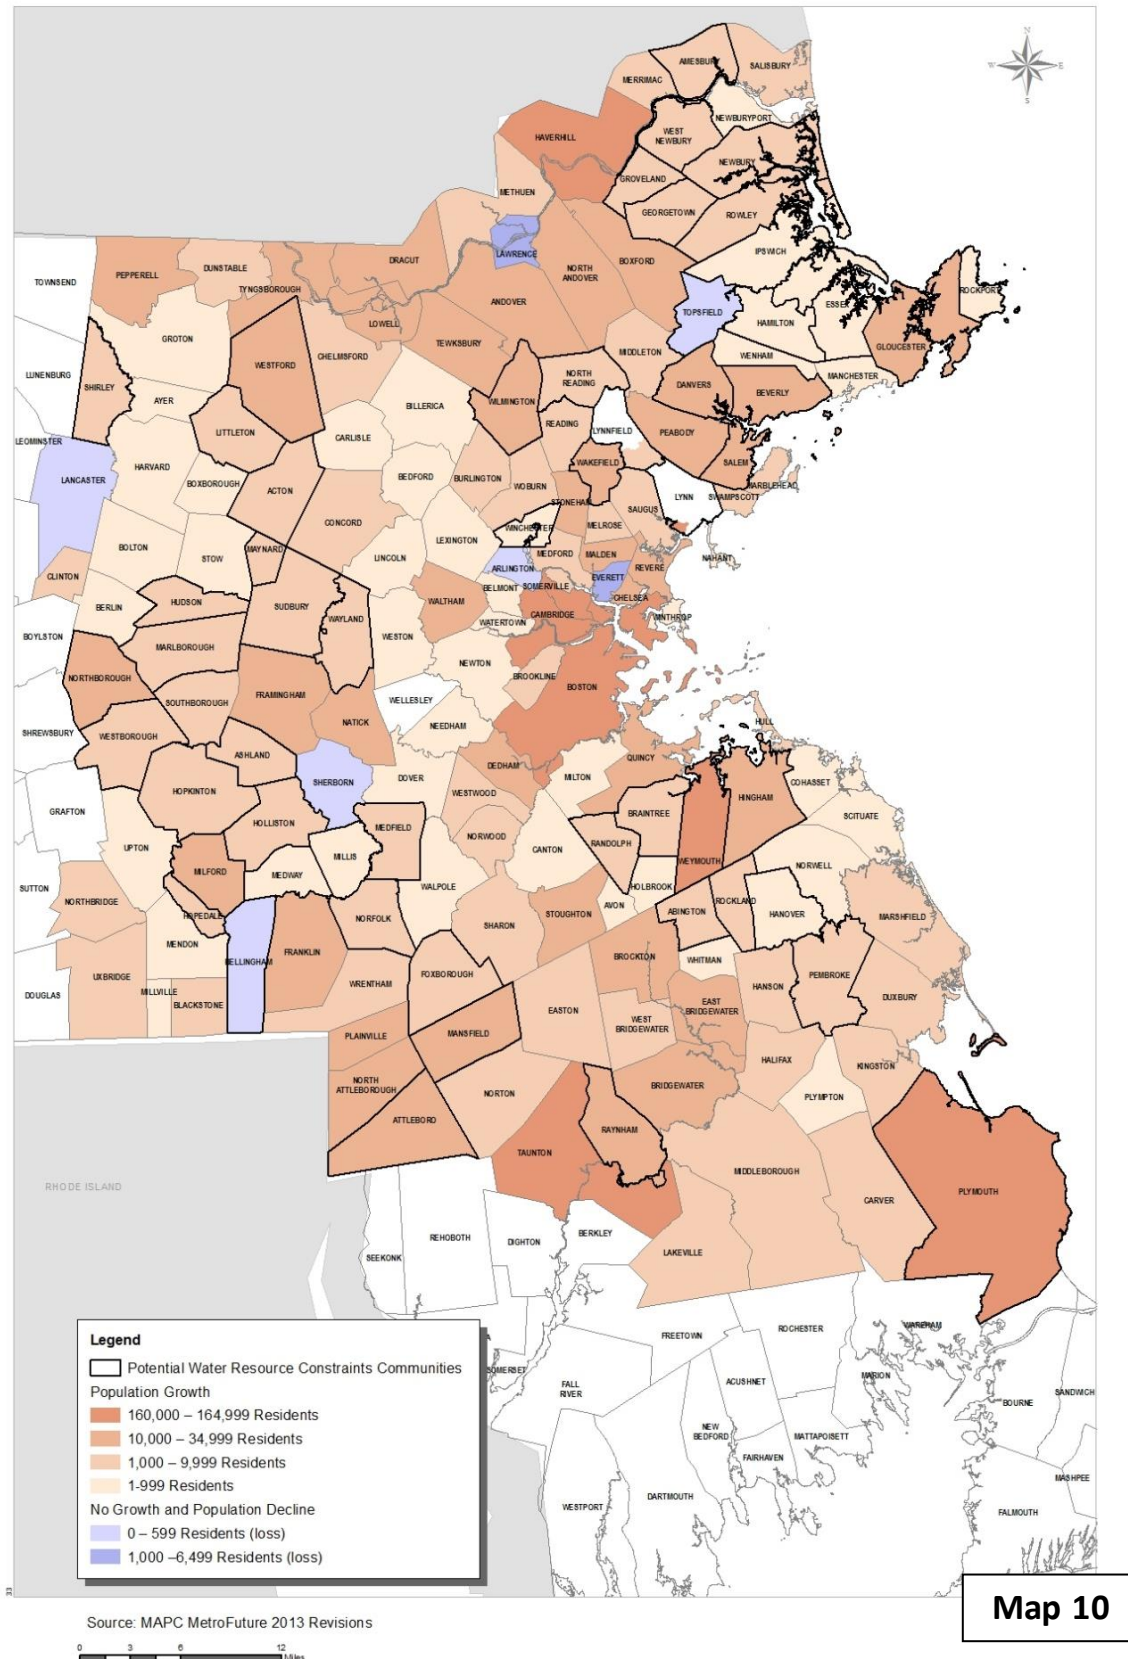 N
W E
S
AMESBURY
SALISBURY
MERRIMAC
NEWBURYPORT
WEST
NEWBURY
HAVERHILL
NEWBURY
GROVELAND
METHUEN
GEORGETOWN
ROWLEY
LAWRENCE
IPSWICH
TOWNSEND
PEPPERELL
DUNSTABLE
TYNGSBOROUGH
DRACUT
NORTH
ANDOVER
BOXFORD
ROCKPORT
ANDOVER
ESSEX
TOPSFIELD
HAMILTON
LOWELL
GROTON
TEWKSBURY
GLOUCESTER
MIDDLETON
WENHAM
CHELMSFORD
WESTFORD
LUNENBURG
SHIRLEY
NORTH
READING
MANCHESTER
DANVERS
BEVERLY
AYER
BILLERICA
WILMINGTON
READING
LYNNFIELD
PEABODY
LITTLETON
CARLISLE
LEOMINSTER
HARVARD
WAKEFIELD
SALEM
LANCASTER
BOXBOROUGH
ACTON
BEDFORD
BURLINGTON
WOBURN
MARBLEHEAD
LYNN
SWAMPSCOTT
STONEHAM
SAUGUS
CONCORD
WINCHESTER
MELROSE
BOLTON
STOW
MAYNARD
LINCOLN
LEXINGTON
MEDFORD
MALDEN
NAHANT
ARLINGTON
REVERE
CLINTON
EVERETT
BELMONT
SOMERVILLE
CHELSEA
BERLIN
HUDSON
SUDBURY
WAYLAND
WALTHAM
CAMBRIDGE
WINTHROP
WATERTOWN
BOYLSTON
MARLBOROUGH
WESTON
NEWTON
BROOKLINE
BOSTON
NORTHBOROUGH
SOUTHBOROUGH
FRAMINGHAM
WELLESLEY
SHREWSBURY
WESTBOROUGH
NATICK
NEEDHAM
HULL
ASHLAND
QUINCY
DEDHAM
SHERBORN
DOVER
MILTON
COHASSET
HOPKINTON
WESTWOOD
HINGHAM
GRAFTON
HOLLISTON
MEDFIELD
NORWOOD
BRAINTREE
SCITUATE
UPTON
MILLIS
CANTON
RANDOLPH
WEYMOUTH
NORWELL
MILFORD
MEDWAY
SUTTON
WALPOLE
HOLBROOK
NORTHBRIDGE
HOPEDALE
NORFOLK
AVON
ABINGTON
ROCKLAND
HANOVER
STOUGHTON
MARSHFIELD
SHARON
MENDON
BELLINGHAM
FRANKLIN
BROCKTON
WHITMAN
UXBRIDGE
FOXBOROUGH
PEMBROKE
WRENTHAM
HANSON
DOUGLAS
MILLVILLE
BLACKSTONE
DUXBURY
EASTON
WEST
BRIDGEWATER
EAST
BRIDGEWATER
PLAINVILLE
MANSFIELD
HALIFAX
KINGSTON
NORTH
ATTLEBOROUGH
BRIDGEWATER
NORTON
PLYMPTON
ATTLEBORO
RAYNHAM
TAUNTON
MIDDLEBOROUGH
RHODE ISLAND
PLYMOUTH
CARVER
REHOBOTH
DIGHTON
BERKLEY
SEEKONK
LAKEVILLE
WAREHAM
ROCHESTER
FREETOWN
SOMERSET
FALL
RIVER
ACUSHNET
MARION
SANDWICH
BOURNE
NEW
BEDFORD
MATTAPOISETT
FAIRHAVEN
MASHPEE
DARTMOUTH
WESTPORT
FALMOUTH
Legend
Potential Water Resource Constraints Communities
Population Growth
160,000 – 164,999 Residents
10,000 – 34,999 Residents
1,000 – 9,999 Residents
1-999 Residents
No Growth and Population Decline
0 – 599 Residents (loss)
1,000 –6,499 Residents (loss)
33
Map 10
Source: MAPC MetroFuture 2013 Revisions
0 3 6 12
Miles